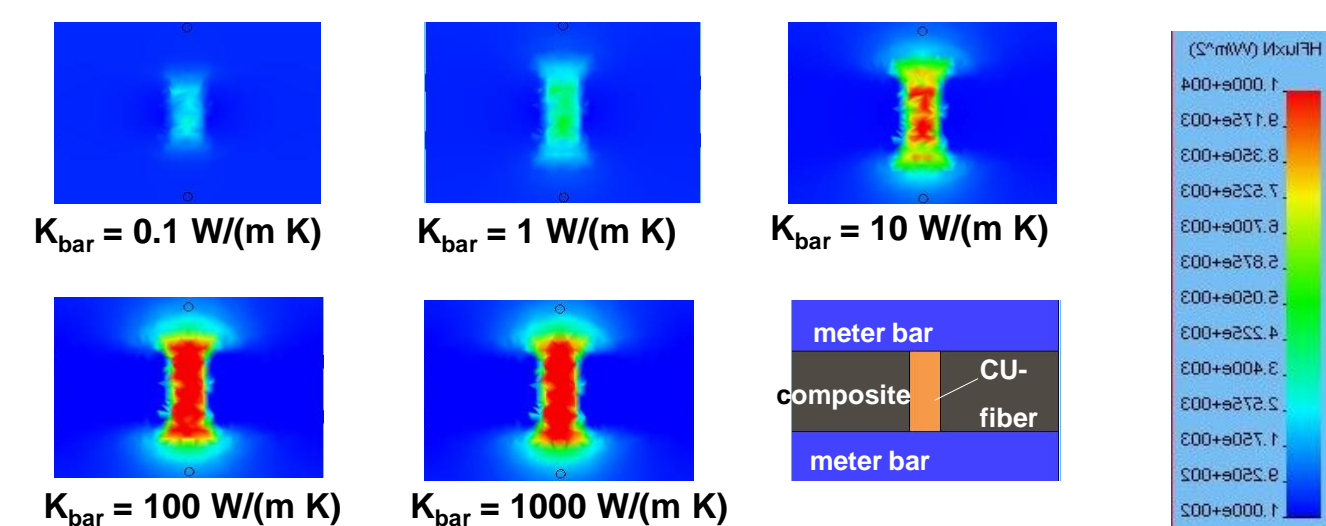 K_bar = 0.1 W/(m K)
K_bar = 1 W/(m K)
K_bar = 10 W/(m K)
K_bar = 100 W/(m K)
K_bar = 1000 W/(m K)
meter bar
composite
CU-
fiber
meter bar
HFluxN (W/m^2)
1.000e+004
9.175e+003
8.350e+003
7.525e+003
6.700e+003
5.875e+003
5.050e+003
4.225e+003
3.400e+003
2.575e+003
1.750e+003
9.250e+002
1.000e+002